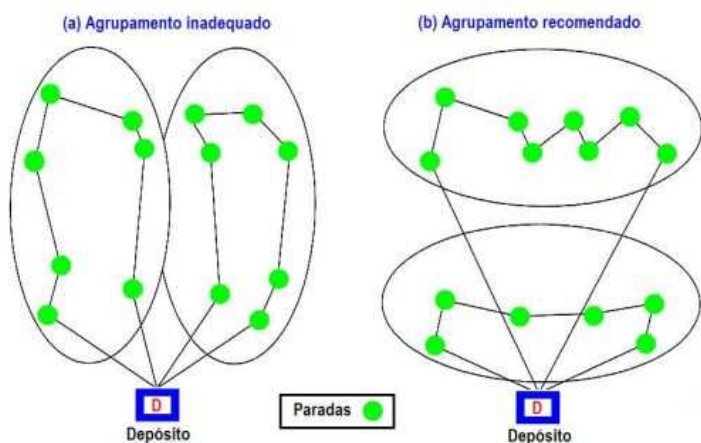 (a) Agrupamento inadequado
(b) Agrupamento recomendado
D
Depósito
Paradas
D
Depósito